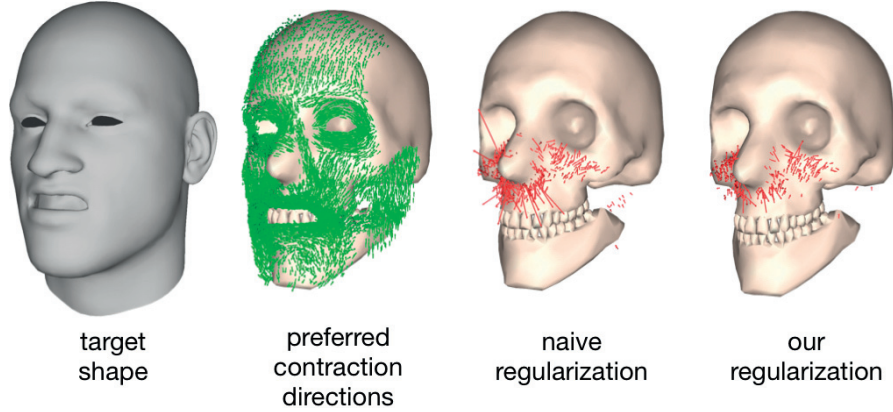 target
shape
preferred
contraction
directions
naive
regularization
our
regularization